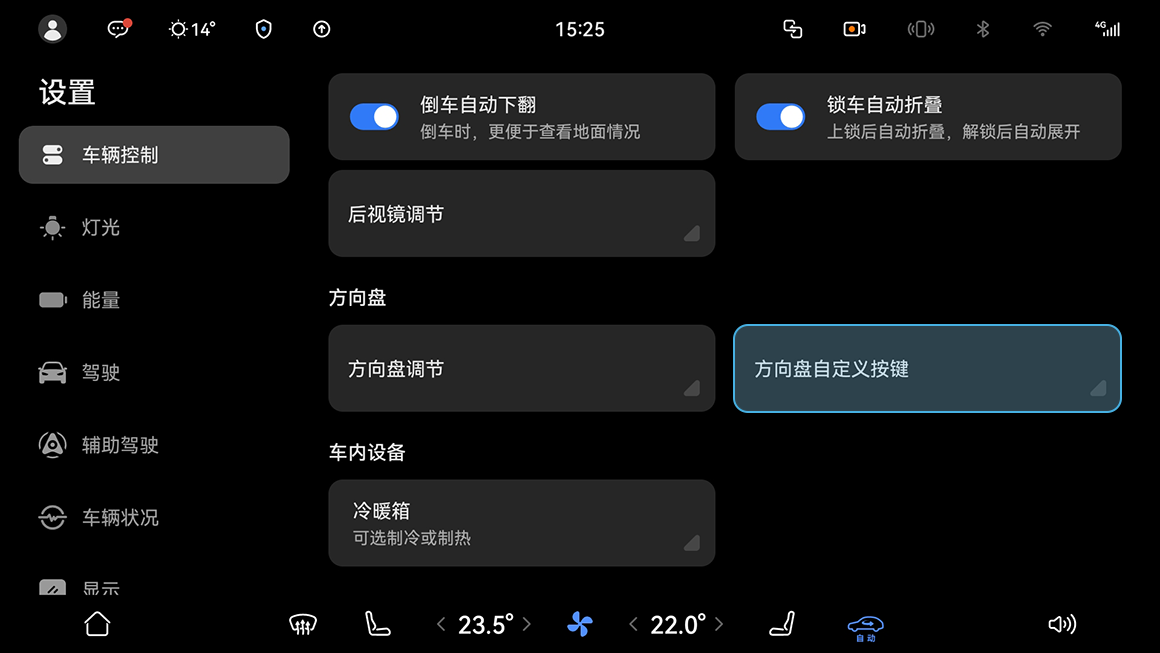 14°
15:25
4G
设置
车辆控制
灯光
能量
驾驶
辅助驾驶
车辆状况
显示
倒车自动下翻
倒车时，更便于查看地面情况
锁车自动折叠
上锁后自动折叠，解锁后自动展开
后视镜调节
方向盘
方向盘调节
方向盘自定义按键
车内设备
冷暖箱
可选制冷或制热
23.5°
22.0°
自动